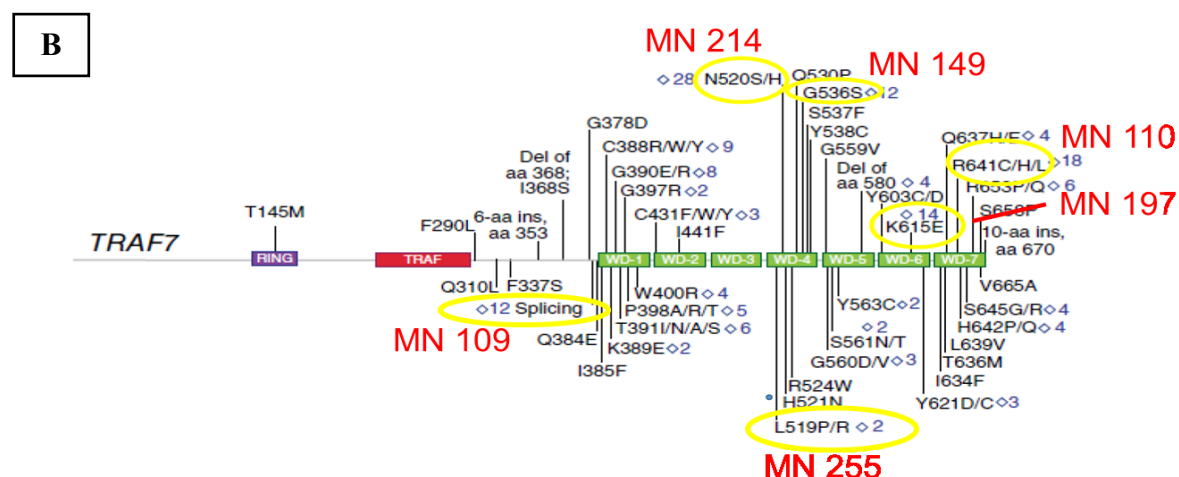 B
MN 214
MN 149
◇28 N520S/H
Q530P
G536S◇12
S537F
Y538C
G559V
Del of
aa 580 ◇ 4
Y603C/D
◇ 14
K615E
G378D
C388R/W/Y◇9
G390E/R◇8
G397R◇2
C431F/W/Y◇3
I441F
Del of
aa 368;
I368S
6-aa ins,
aa 353
F290L
T145M
Q637H/E◇4
MN 110
R641C/H/L◇18
R653P/Q◇6
MN 197
10-aa ins,
aa 670
TRAF7
RING
TRAF
WD-1
WD-2
WD-3
WD-4
WD-5
WD-6
WD-7
Q310L
F337S
◇12 Splicing
MN 109
Q384E
I385F
W400R◇4
P398A/R/T◇5
T391I/N/A/S◇6
K389E◇2
Y563C◇2
◇2
S561N/T
G560D/V◇3
R524W
H521N
L519P/R ◇2
MN 255
V665A
S645G/R◇4
H642P/Q◇4
L639V
T636M
I634F
Y621D/C◇3